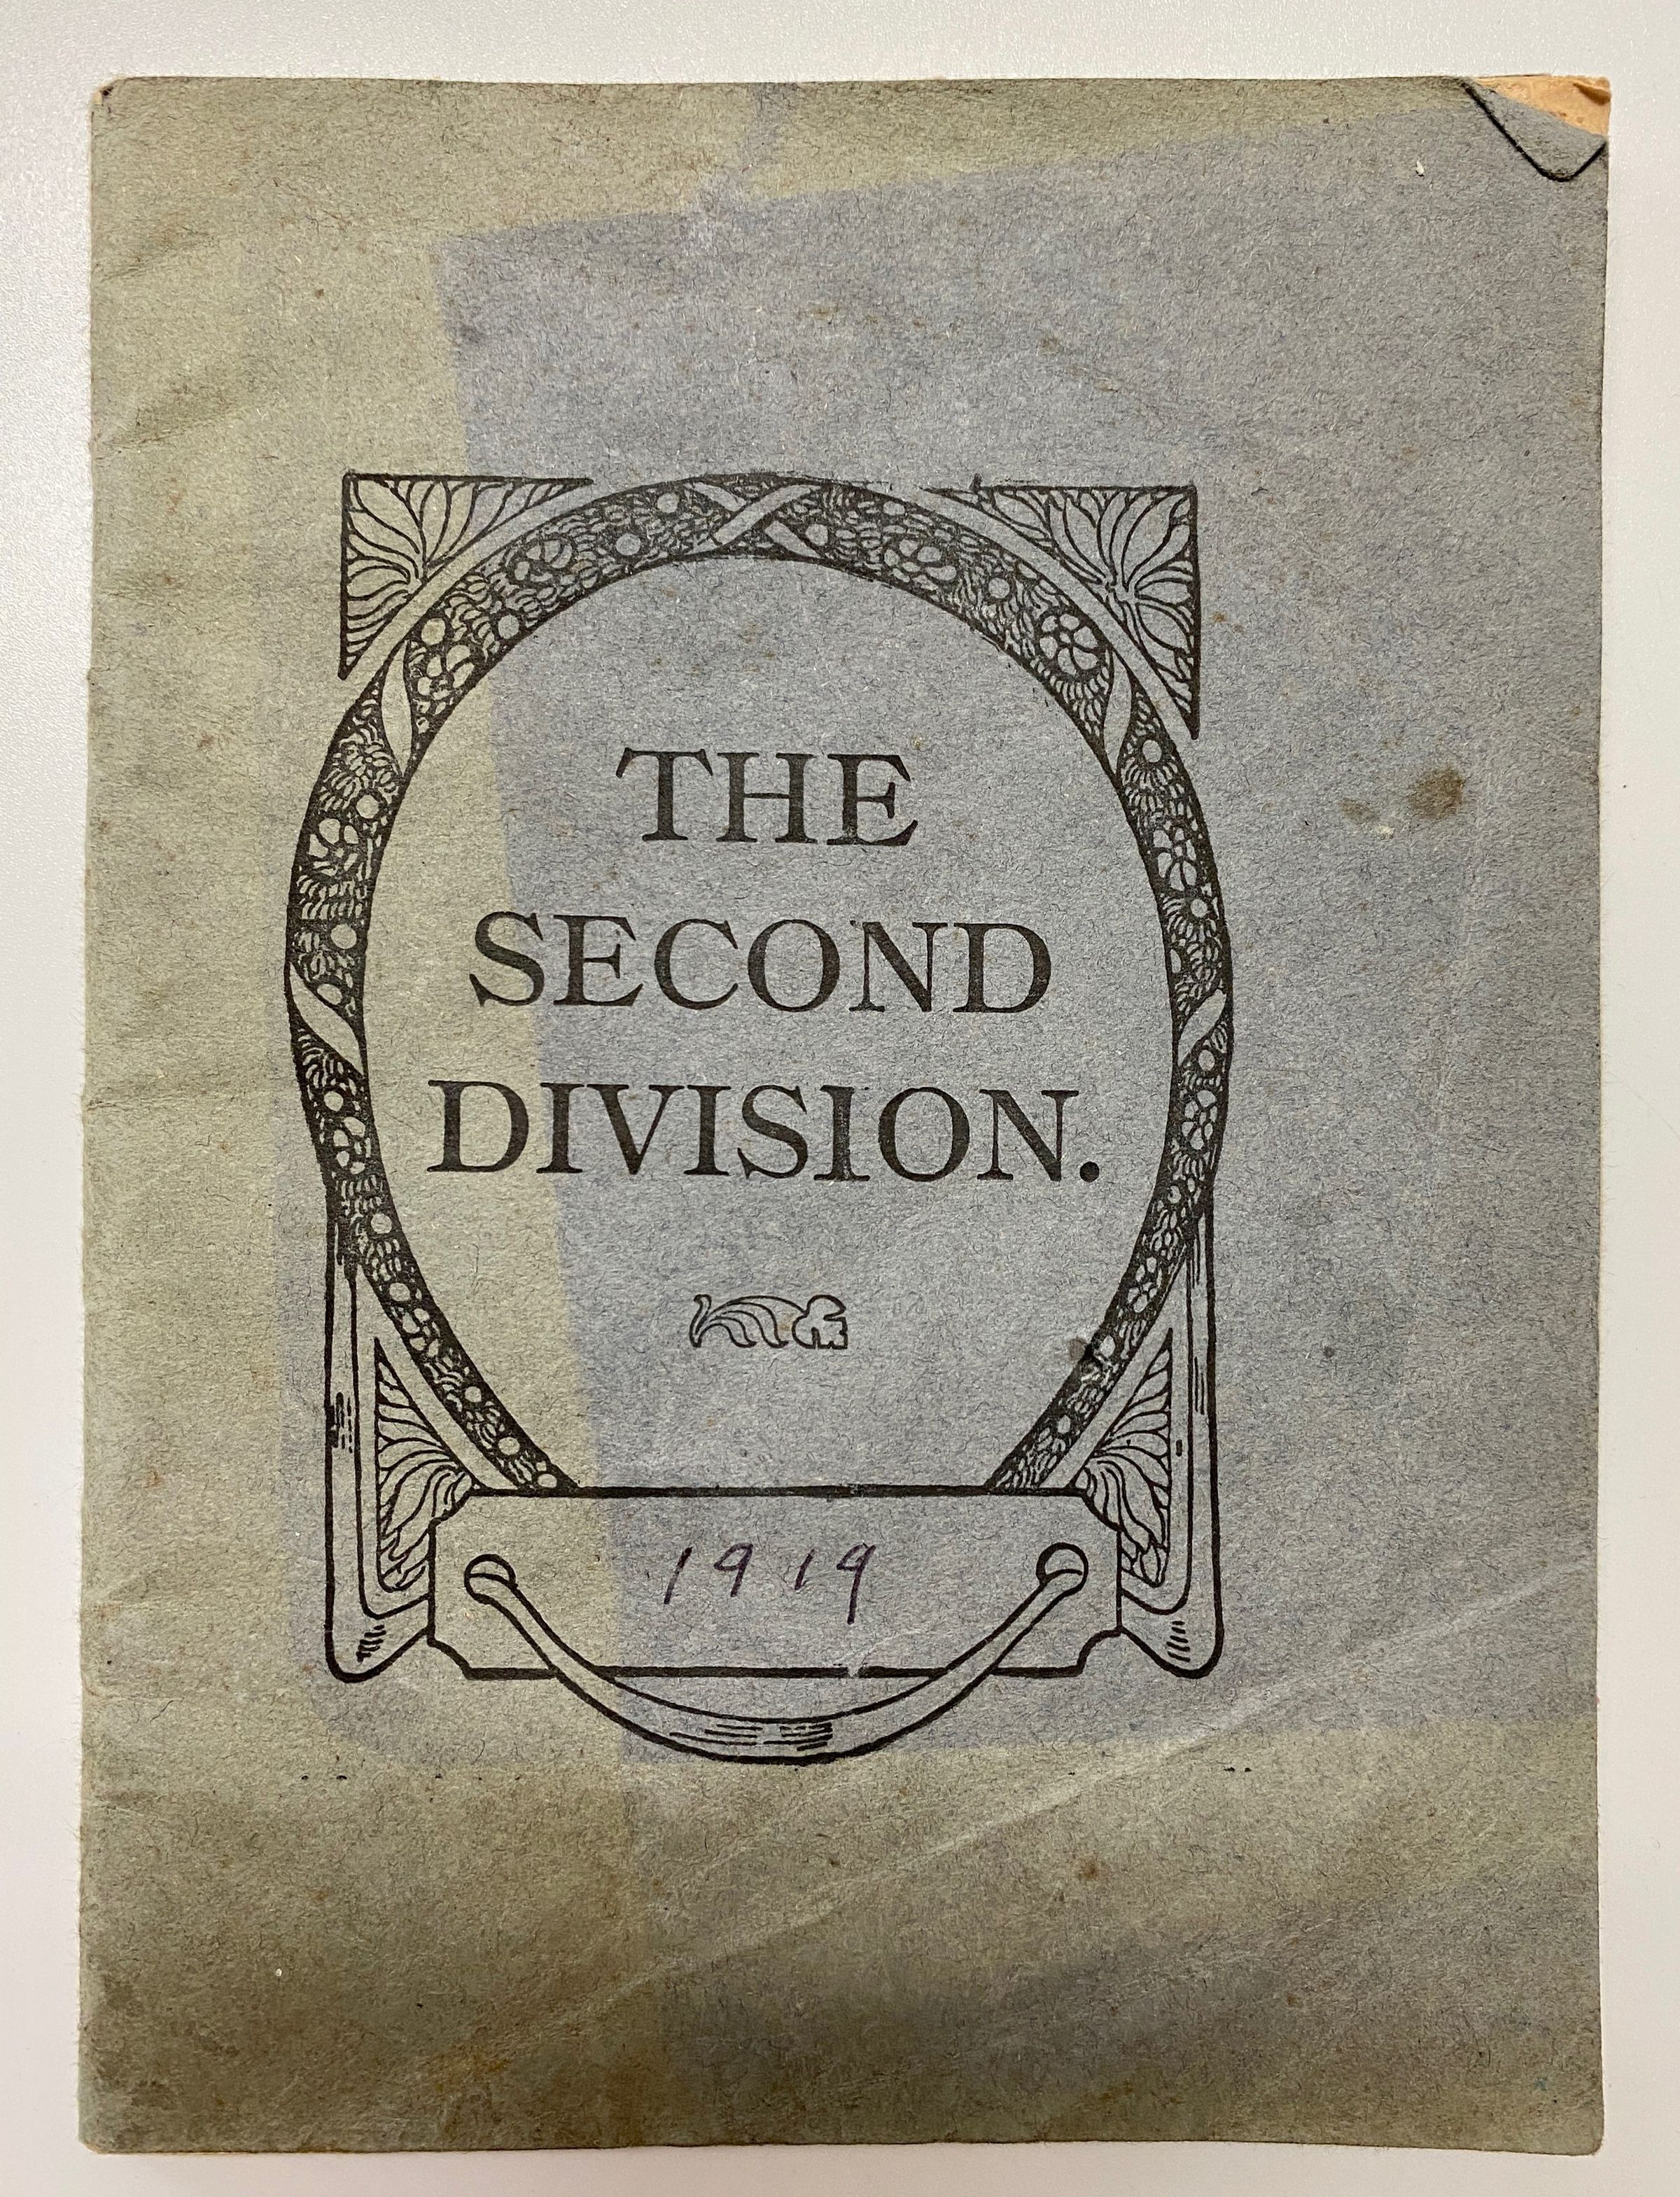 THE
SECOND
DIVISION.
1919